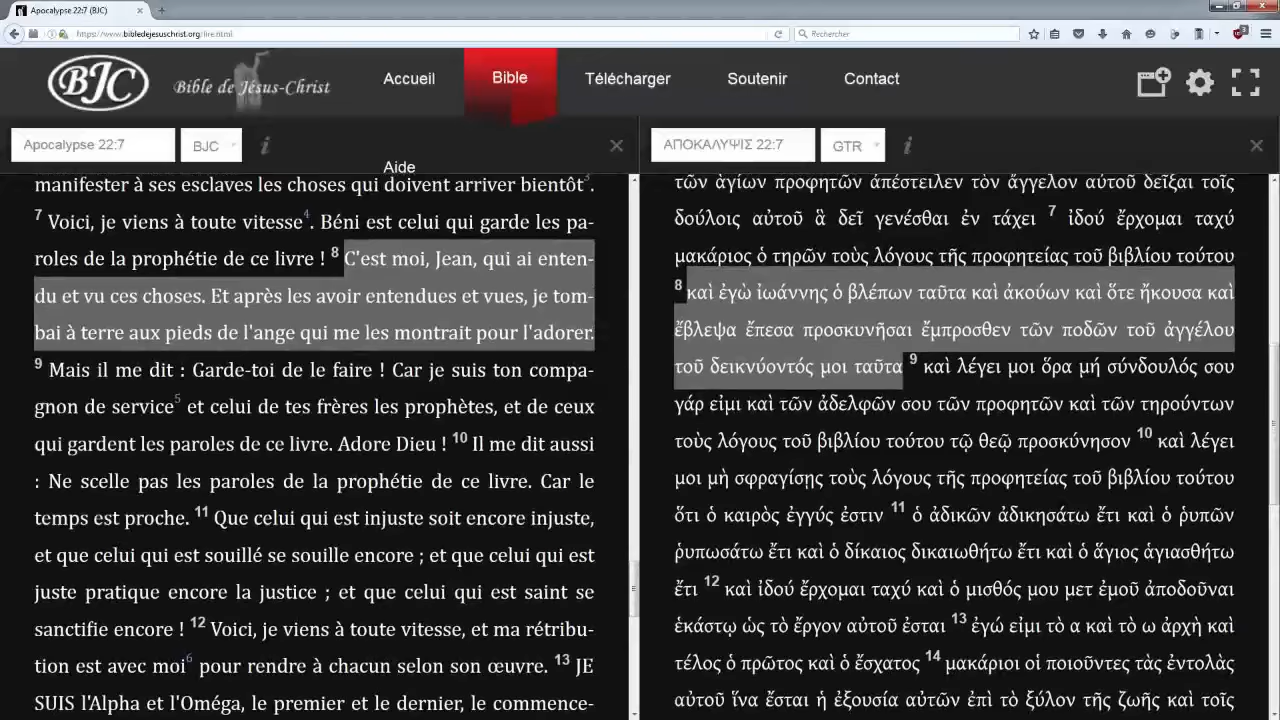 Apocalypse 22:7 (BJC)
https://www.bibledejesuschrist.org/lire.html
Rechercher
BJC
Bible de Jésus-Christ
Accueil
Bible
Télécharger
Soutenir
Contact
Aide
Apocalypse 22:7
BJC
manifester à ses esclaves les choses qui doivent arriver bientôt3.
7 Voici, je viens à toute vitesse4. Béni est celui qui garde les pa-
roles de la prophétie de ce livre ! 8 C'est moi, Jean, qui ai enten-
du et vu ces choses. Et après les avoir entendues et vues, je tom-
bai à terre aux pieds de l'ange qui me les montrait pour l'adorer.
9 Mais il me dit : Garde-toi de le faire ! Car je suis ton compa-
gnon de service5 et celui de tes frères les prophètes, et de ceux
qui gardent les paroles de ce livre. Adore Dieu ! 10 Il me dit aussi
: Ne scelle pas les paroles de la prophétie de ce livre. Car le
temps est proche. 11 Que celui qui est injuste soit encore injuste,
et que celui qui est souillé se souille encore ; et que celui qui est
juste pratique encore la justice ; et que celui qui est saint se
sanctifie encore ! 12 Voici, je viens à toute vitesse, et ma rétribu-
tion est avec moi6 pour rendre à chacun selon son œuvre. 13 JE
SUIS l'Alpha et l'Oméga, le premier et le dernier, le commence-
ΑΠΟΚΑΛΥΨΙΣ 22:7
GTR
τῶν ἁγίων προφητῶν ἀπέστειλεν τὸν ἄγγελον αὐτοῦ δεῖξαι τοῖς
δούλοις αὐτοῦ ἃ δεῖ γενέσθαι ἐν τάχει 7 ἰδού ἔρχομαι ταχύ
μακάριος ὁ τηρῶν τοὺς λόγους τῆς προφητείας τοῦ βιβλίου τούτου
8 καὶ ἐγὼ ἰωάννης ὁ βλέπων ταῦτα καὶ ἀκούων καὶ ὅτε ἤκουσα καὶ
ἔβλεψα ἔπεσα προσκυνῆσαι ἔμπροσθεν τῶν ποδῶν τοῦ ἀγγέλου
τοῦ δεικνύοντός μοι ταῦτα 9 καὶ λέγει μοι ὅρα μή σύνδουλός σου
γάρ εἰμι καὶ τῶν ἀδελφῶν σου τῶν προφητῶν καὶ τῶν τηρούντων
τοὺς λόγους τοῦ βιβλίου τούτου τῷ θεῷ προσκύνησον 10 καὶ λέγει
μοι μὴ σφραγίσῃς τοὺς λόγους τῆς προφητείας τοῦ βιβλίου τούτου
ὅτι ὁ καιρὸς ἐγγύς ἐστιν 11 ὁ ἀδικῶν ἀδικησάτω ἔτι καὶ ὁ ῥυπῶν
ῥυπωσάτω ἔτι καὶ ὁ δίκαιος δικαιωθήτω ἔτι καὶ ὁ ἅγιος ἁγιασθήτω
ἔτι 12 καὶ ἰδού ἔρχομαι ταχύ καὶ ὁ μισθός μου μετ ἐμοῦ ἀποδοῦναι
ἑκάστῳ ὡς τὸ ἔργον αὐτοῦ ἐσται 13 ἐγώ εἰμι τὸ α καὶ τὸ ω ἀρχὴ καὶ
τέλος ὁ πρῶτος καὶ ὁ ἔσχατος 14 μακάριοι οἱ ποιοῦντες τὰς ἐντολὰς
αὐτοῦ ἵνα ἔσται ἡ ἐξουσία αὐτῶν ἐπὶ τὸ ξύλον τῆς ζωῆς καὶ τοῖς